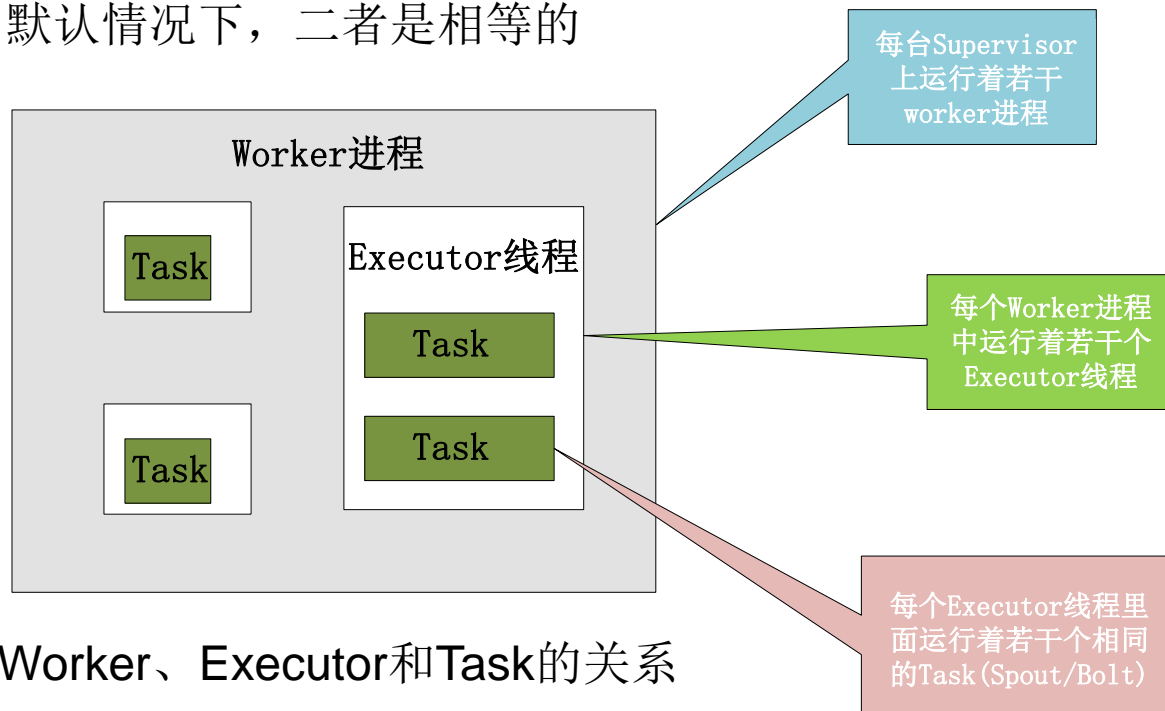 默认情况下，二者是相等的
每台Supervisor
上运行着若干
worker进程
Worker进程
Task
Executor线程
Task
Task
Task
每个Worker进程
中运行着若干个
Executor线程
每个Executor线程里
面运行着若干个相同
的Task(Spout/Bolt)
Worker、Executor和Task的关系